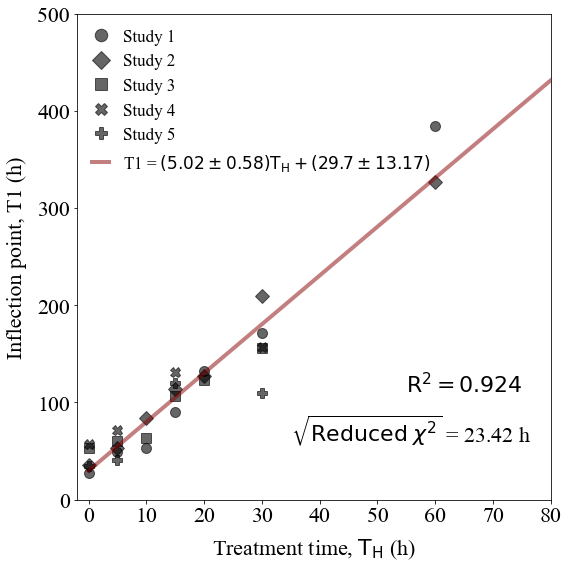 500
400
300
200
100
0
Inflection point, T1 (h)
Study 1
Study 2
Study 3
Study 4
Study 5
T1 = (5.02 ± 0.58)T_H + (29.7 ± 13.17)
R² = 0.924
√Reduced χ² = 23.42 h
0 10 20 30 40 50 60 70 80
Treatment time, T_H (h)